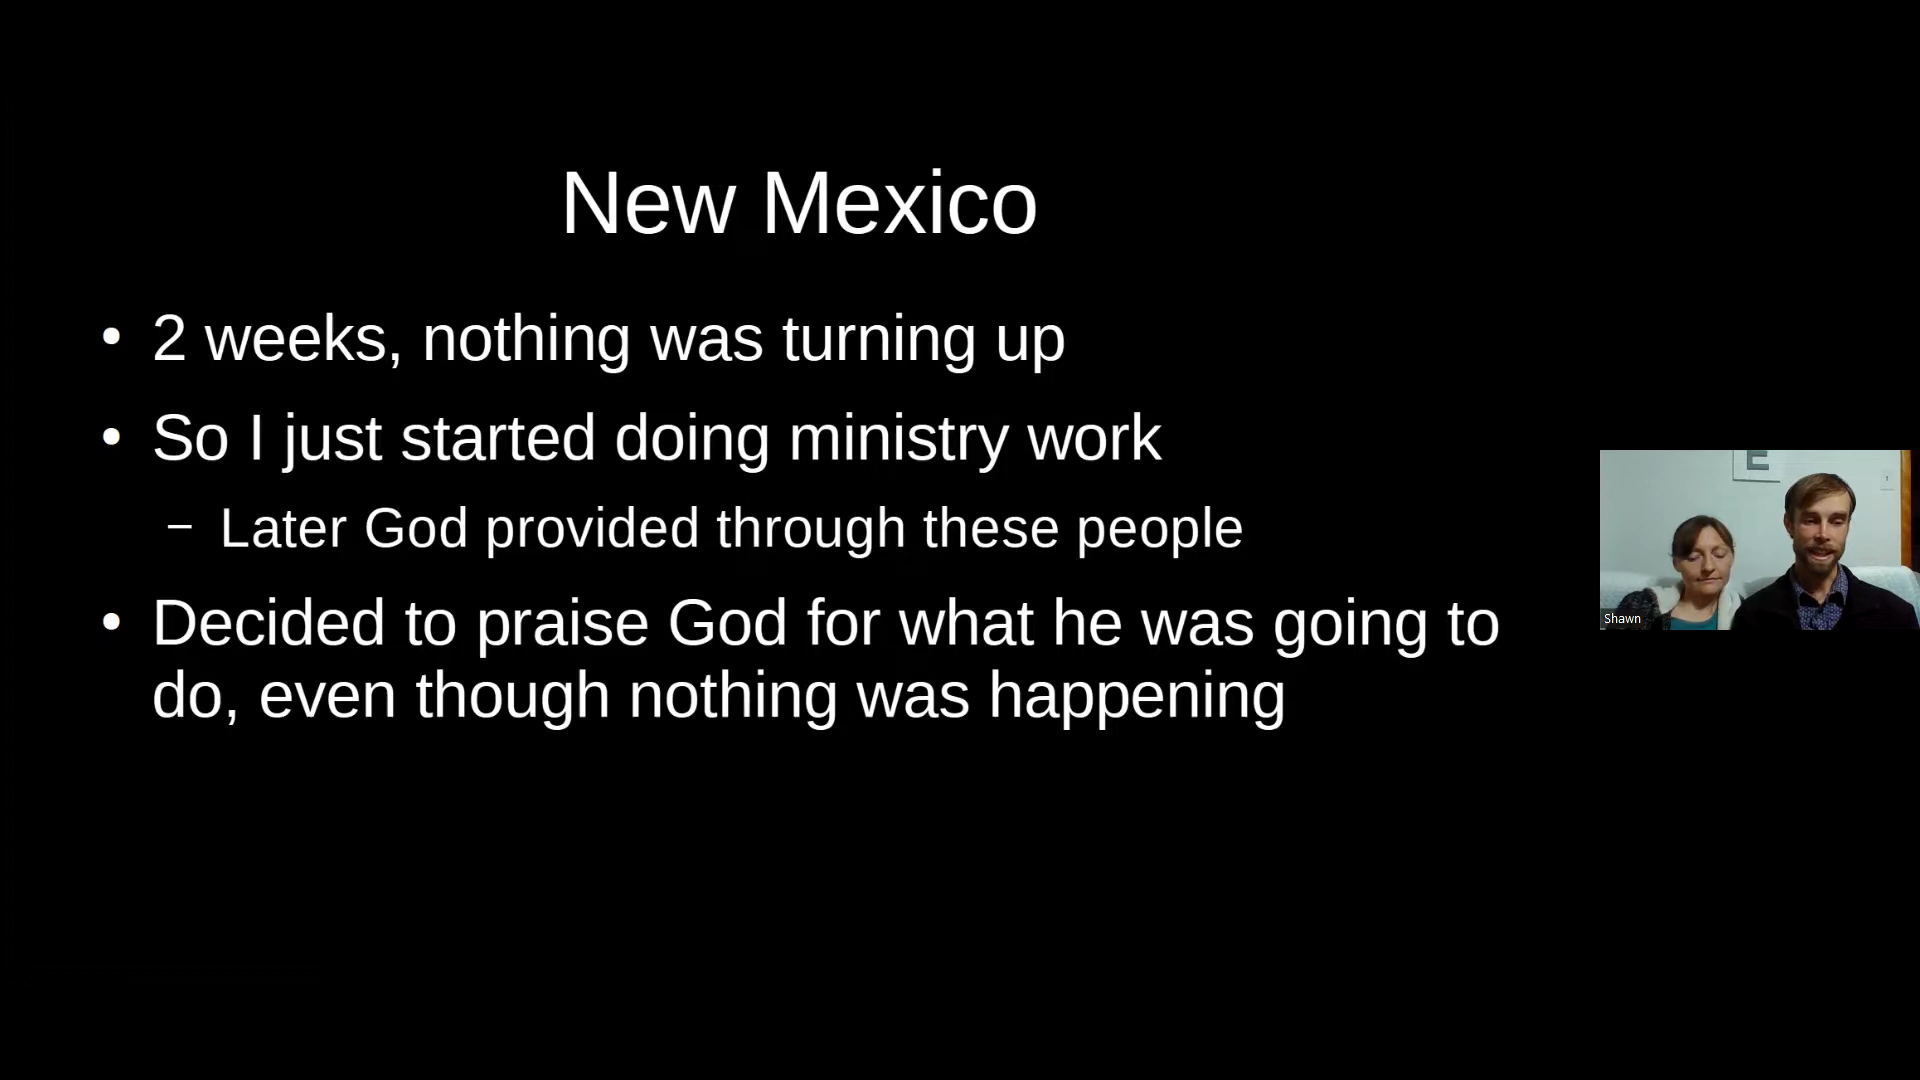 New Mexico
• 2 weeks, nothing was turning up
• So I just started doing ministry work
– Later God provided through these people
• Decided to praise God for what he was going to
do, even though nothing was happening
E
Shawn